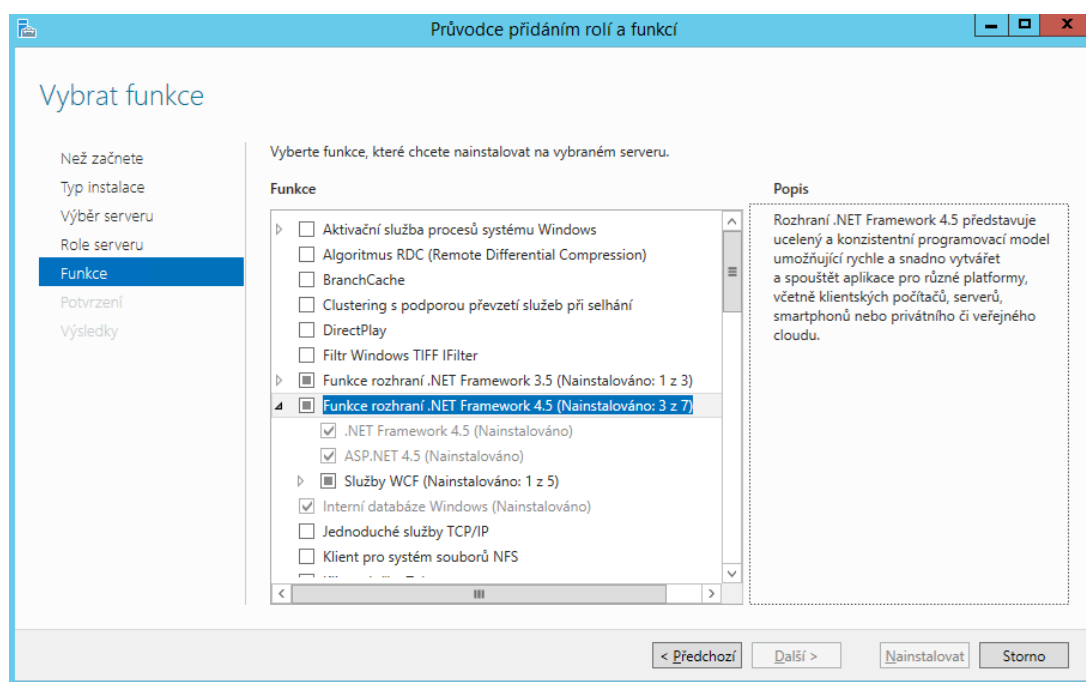 Průvodce přidáním rolí a funkcí
Vybrat funkce
Než začnete
Typ instalace
Výběr serveru
Role serveru
Funkce
Potvrzení
Výsledky
Vyberte funkce, které chcete nainstalovat na vybraném serveru.
Funkce
Aktivační služba procesů systému Windows
Algoritmus RDC (Remote Differential Compression)
BranchCache
Clustering s podporou převzetí služeb při selhání
DirectPlay
Filtr Windows TIFF IFilter
Funkce rozhraní .NET Framework 3.5 (Nainstalováno: 1 z 3)
Funkce rozhraní .NET Framework 4.5 (Nainstalováno: 3 z 7)
.NET Framework 4.5 (Nainstalováno)
ASP.NET 4.5 (Nainstalováno)
Služby WCF (Nainstalováno: 1 z 5)
Interní databáze Windows (Nainstalováno)
Jednoduché služby TCP/IP
Klient pro systém souborů NFS
Popis
Rozhraní .NET Framework 4.5 představuje
ucelený a konzistentní programovací model
umožňující rychle a snadno vytvářet
a spouštět aplikace pro různé platformy,
včetně klientských počítačů, serverů,
smartphonů nebo privátního či veřejného
cloudu.
< Předchozí
Další >
Nainstalovat
Storno